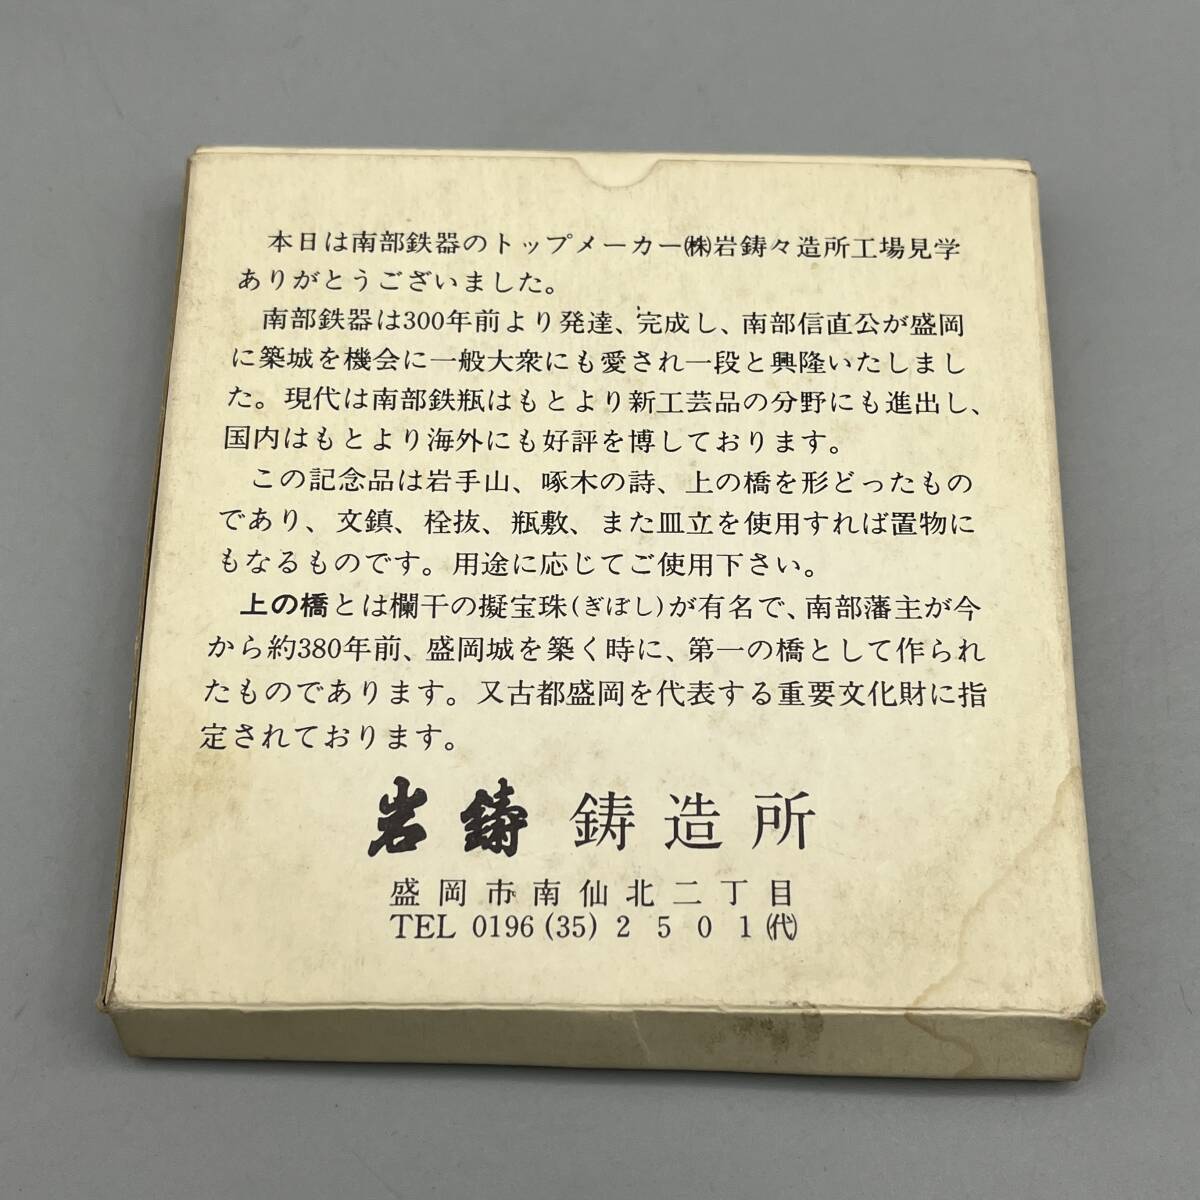 本日は南部鉄器のトップメーカー㈱岩鋳々造所工場見学
ありがとうございました。
南部鉄器は300年前より発達、完成し、南部信直公が盛岡
に築城を機会に一般大衆にも愛され一段と興隆いたしまし
た。現代は南部鉄瓶はもとより新工芸品の分野にも進出し、
国内はもとより海外にも好評を博しております。
この記念品は岩手山、啄木の詩、上の橋を形どったもの
であり、文鎮、栓抜、瓶敷、また皿立を使用すれば置物に
もなるものです。用途に応じてご使用下さい。
上の橋とは欄干の擬宝珠(ぎぼし)が有名で、南部藩主が今
から約380年前、盛岡城を築く時に、第一の橋として作られ
たものであります。又古都盛岡を代表する重要文化財に指
定されております。
岩鋳 鋳造所
盛岡市南仙北二丁目
TEL 0196 (35) 2501㈹